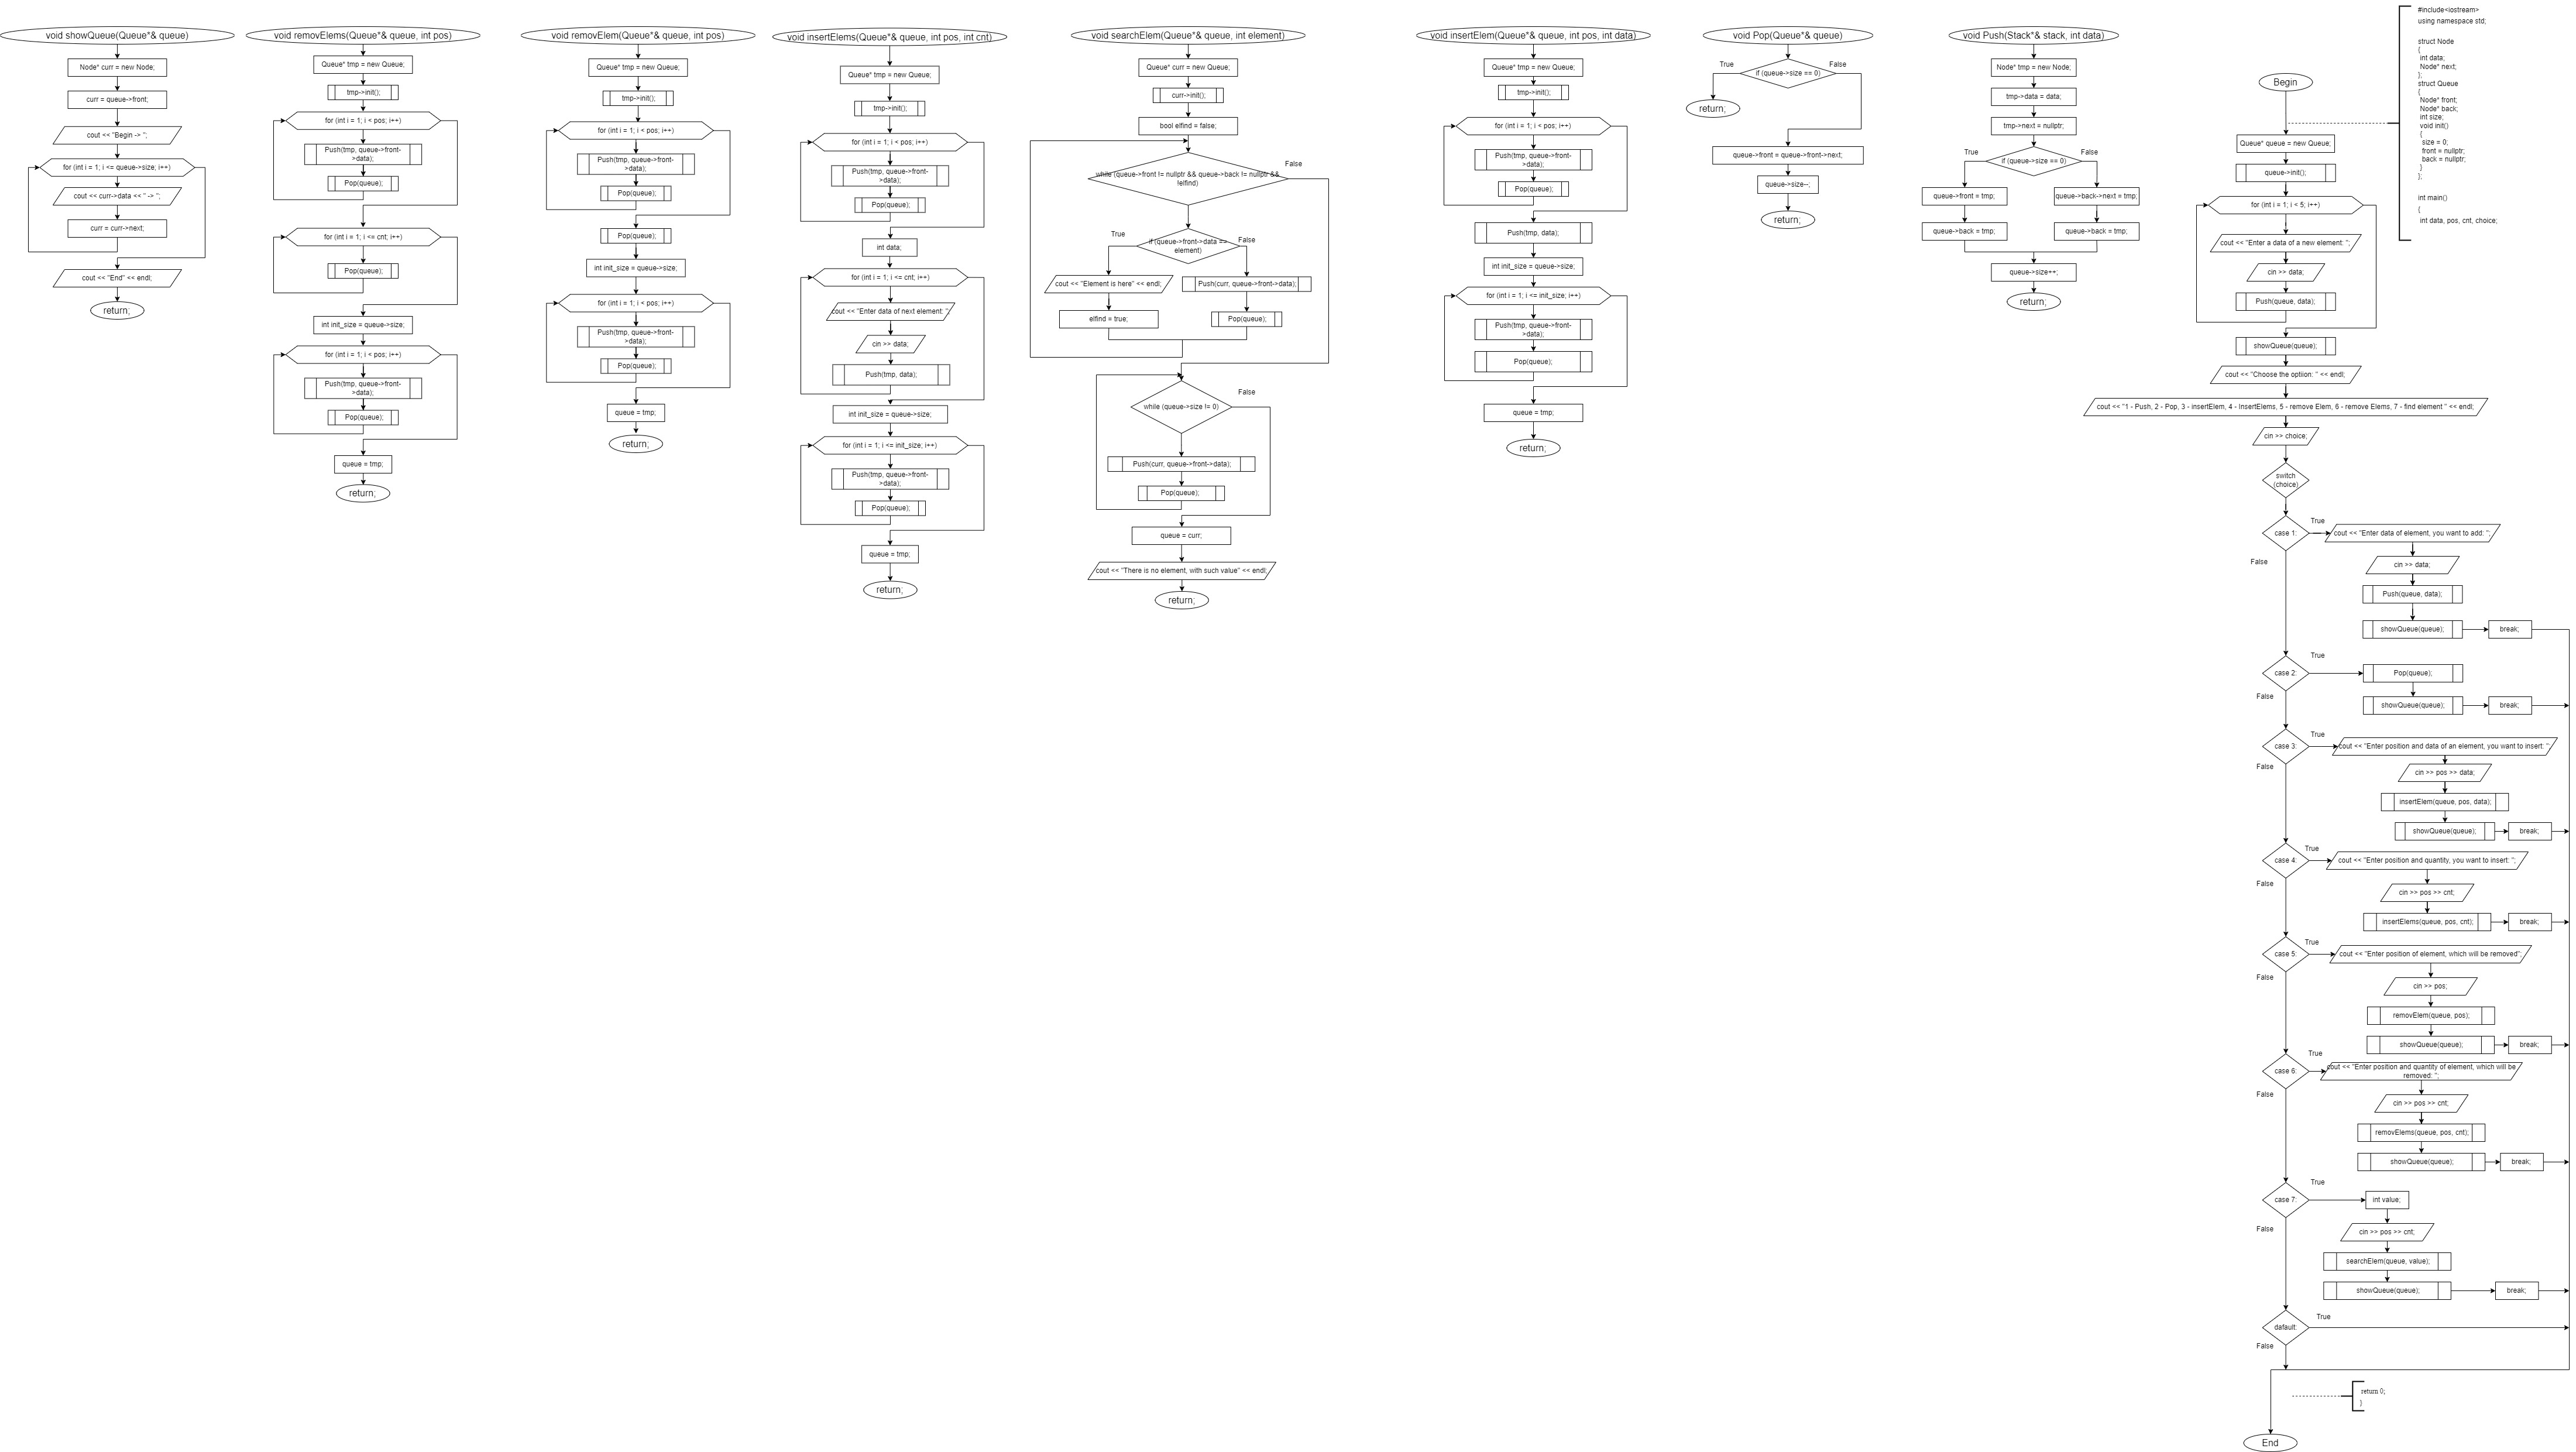 void showQueue(Queue*& queue)
Node* curr = new Node;
curr = queue->front;
cout << "Begin -> ";
for (int i = 1; i <= queue->size; i++)
cout << curr->data << " -> ";
curr = curr->next;
cout << "End" << endl;
return;
void removElems(Queue*& queue, int pos)
Queue* tmp = new Queue;
tmp->init();
for (int i = 1; i < pos; i++)
Push(tmp, queue->front-
>data);
Pop(queue);
for (int i = 1; i <= cnt; i++)
Pop(queue);
int init_size = queue->size;
for (int i = 1; i < pos; i++)
Push(tmp, queue->front-
>data);
Pop(queue);
queue = tmp;
return;
void removElem(Queue*& queue, int pos)
Queue* tmp = new Queue;
tmp->init();
for (int i = 1; i < pos; i++)
Push(tmp, queue->front-
>data);
Pop(queue);
Pop(queue);
int init_size = queue->size;
for (int i = 1; i < pos; i++)
Push(tmp, queue->front-
>data);
Pop(queue);
queue = tmp;
return;
void insertElems(Queue*& queue, int pos, int cnt)
Queue* tmp = new Queue;
tmp->init();
for (int i = 1; i < pos; i++)
Push(tmp, queue->front-
>data);
Pop(queue);
int data;
for (int i = 1; i <= cnt; i++)
cout << "Enter data of next element: ";
cin >> data;
Push(tmp, data);
int init_size = queue->size;
for (int i = 1; i <= init_size; i++)
Push(tmp, queue->front-
>data);
Pop(queue);
queue = tmp;
return;
void searchElem(Queue*& queue, int element)
Queue* curr = new Queue;
curr->init();
bool elfind = false;
while (queue->front != nullptr && queue->back != nullptr &&
!elfind)
False
if (queue->front->data ==
element)
True
False
cout << "Element is here" << endl;
Push(curr, queue->front->data);
elfind = true;
Pop(queue);
while (queue->size != 0)
False
Push(curr, queue->front->data);
Pop(queue);
queue = curr;
cout << "There is no element, with such value" << endl;
return;
void insertElem(Queue*& queue, int pos, int data)
Queue* tmp = new Queue;
tmp->init();
for (int i = 1; i < pos; i++)
Push(tmp, queue->front-
>data);
Pop(queue);
Push(tmp, data);
int init_size = queue->size;
for (int i = 1; i <= init_size; i++)
Push(tmp, queue->front-
>data);
Pop(queue);
queue = tmp;
return;
void Pop(Queue*& queue)
True
if (queue->size == 0)
False
return;
queue->front = queue->front->next;
queue->size--;
return;
void Push(Stack*& stack, int data)
Node* tmp = new Node;
tmp->data = data;
tmp->next = nullptr;
True
if (queue->size == 0)
False
queue->front = tmp;
queue->back->next = tmp;
queue->back = tmp;
queue->back = tmp;
queue->size++;
return;
#include<iostream>
using namespace std;
struct Node
{
int data;
Node* next;
};
struct Queue
{
Node* front;
Node* back;
int size;
void init()
{
size = 0;
front = nullptr;
back = nullptr;
}
};
int main()
{
int data, pos, cnt, choice;
Begin
Queue* queue = new Queue;
queue->init();
for (int i = 1; i < 5; i++)
cout << "Enter a data of a new element: ";
cin >> data;
Push(queue, data);
showQueue(queue);
cout << "Choose the optiion: " << endl;
cout << "1 - Push, 2 - Pop, 3 - insertElem, 4 - InsertElems, 5 - remove Elem, 6 - remove Elems, 7 - find element " << endl;
cin >> choice;
switch
(choice)
case 1:
True
cout << "Enter data of element, you want to add: ";
False
cin >> data;
Push(queue, data);
showQueue(queue);
break;
case 2:
True
Pop(queue);
False
showQueue(queue);
break;
case 3:
True
cout << "Enter position and data of an element, you want to insert: ";
False
cin >> pos >> data;
insertElem(queue, pos, data);
showQueue(queue);
break;
case 4:
True
cout << "Enter position and quantity, you want to insert: ";
False
cin >> pos >> cnt;
insertElems(queue, pos, cnt);
break;
case 5:
True
cout << "Enter position of element, which will be removed";
False
cin >> pos;
removElem(queue, pos);
showQueue(queue);
break;
case 6:
True
cout << "Enter position and quantity of element, which will be
removed: ";
False
cin >> pos >> cnt;
removElems(queue, pos, cnt);
showQueue(queue);
break;
case 7:
True
int value;
False
cin >> pos >> cnt;
searchElem(queue, value);
showQueue(queue);
break;
dafault:
True
False
return 0;
}
End